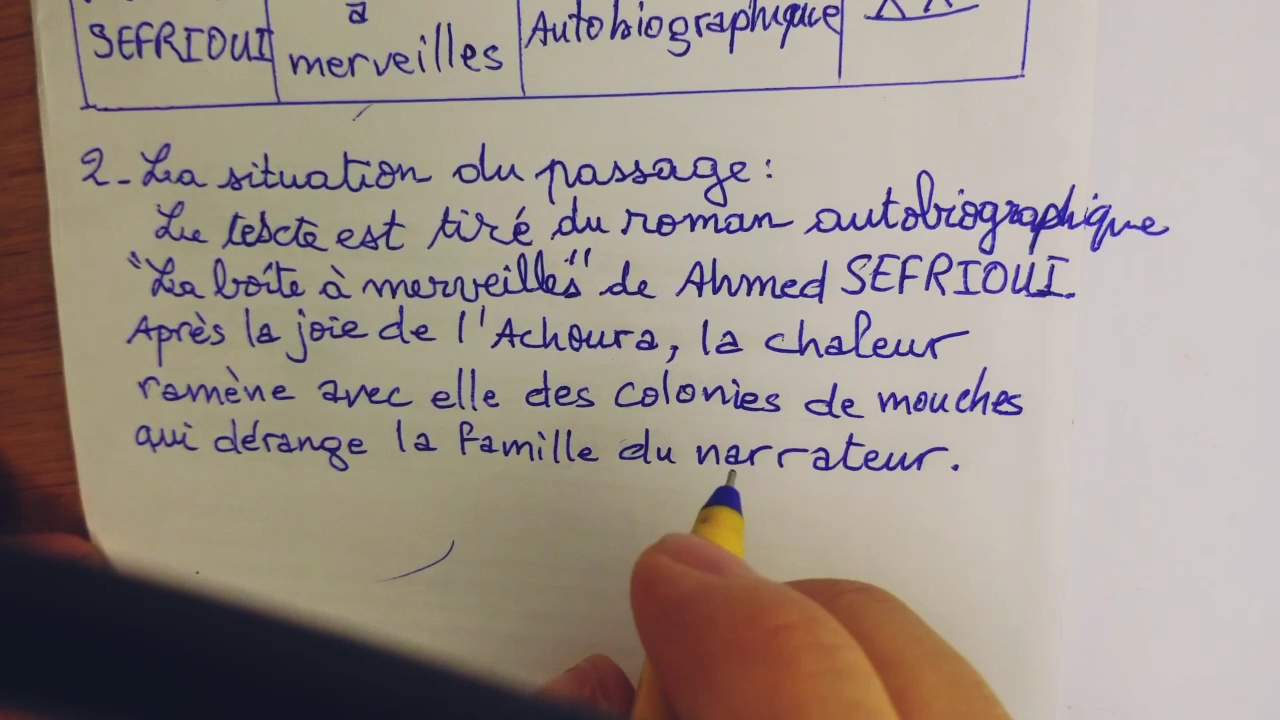 à
SEFRIOUI merveilles Autobiographique XX
2- La situation du passage :
Le texte est tiré du roman autobiographique
"La boîte à merveilles" de Ahmed SEFRIOUI.
Après la joie de l'Achoura, la chaleur
ramène avec elle des colonies de mouches
qui dérange la famille du narrateur.